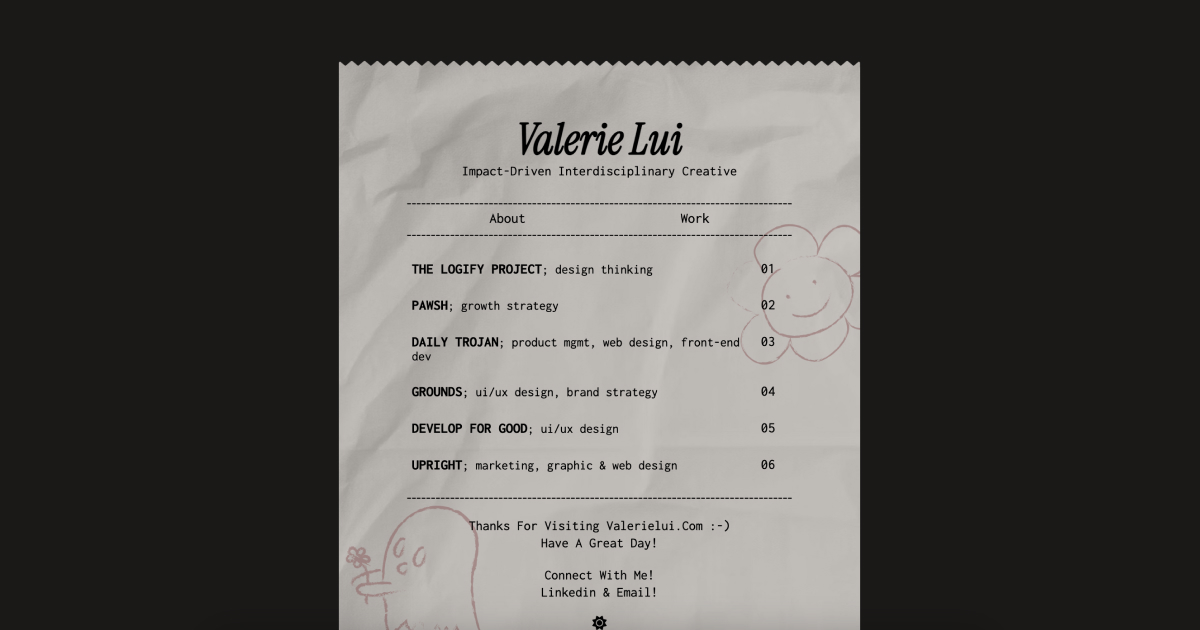 Valerie Lui
Impact-Driven Interdisciplinary Creative
About Work
THE LOGIFY PROJECT; design thinking 01
PAWSH; growth strategy 02
DAILY TROJAN; product mgmt, web design, front-end 03
dev
GROUNDS; ui/ux design, brand strategy 04
DEVELOP FOR GOOD; ui/ux design 05
UPRIGHT; marketing, graphic & web design 06
Thanks For Visiting Valerielui.Com :-)
Have A Great Day!
Connect With Me!
Linkedin & Email!